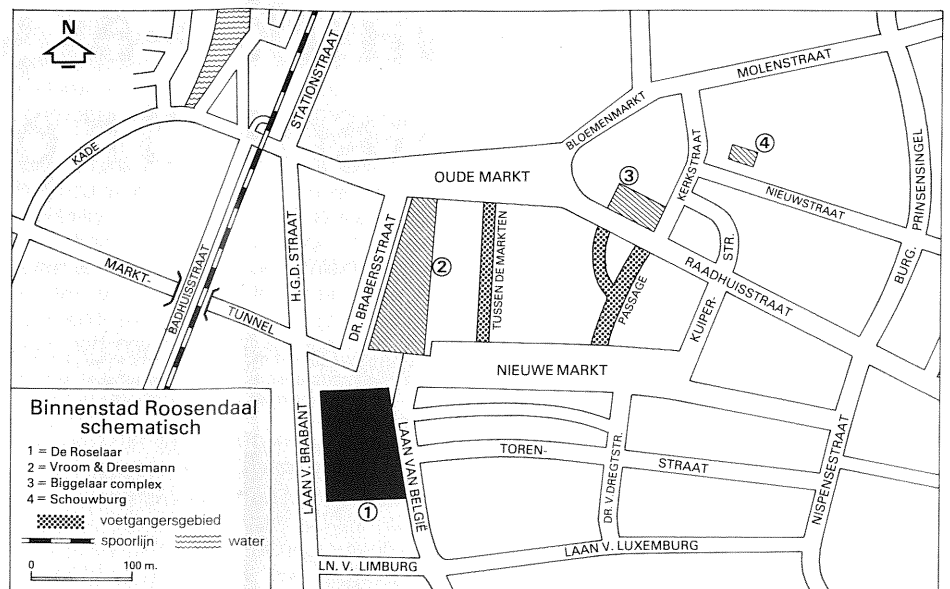 N
STATIONSTRAAT
MOLENSTRAAT
BLOEMENMARKT
KADE
OUDE MARKT
KERKSTRAAT
PRINSENSINGEL
BURG.
NIEUWSTRAAT
1
2
3
4
MARKT-
TUNNEL
BADHUISSTRAAT
H.G.D. STRAAT
DR. BRABERSSTRAAT
TUSSEN DE MARKTEN
PASSAGE
RAADHUISSTRAAT
KUIPER-
STR.
NIEUWE MARKT
LAAN V. BRABANT
LAAN VAN BELGIË
TOREN-
STRAAT
DR. V. DREGTSTR.
NISPENSESTRAAT
LAAN V. LUXEMBURG
LN. V. LIMBURG
Binnenstad Roosendaal
schematisch
1 = De Roselaar
2 = Vroom & Dreesmann
3 = Biggelaar complex
4 = Schouwburg
voetgangersgebied
spoorlijn water
0 100 m.